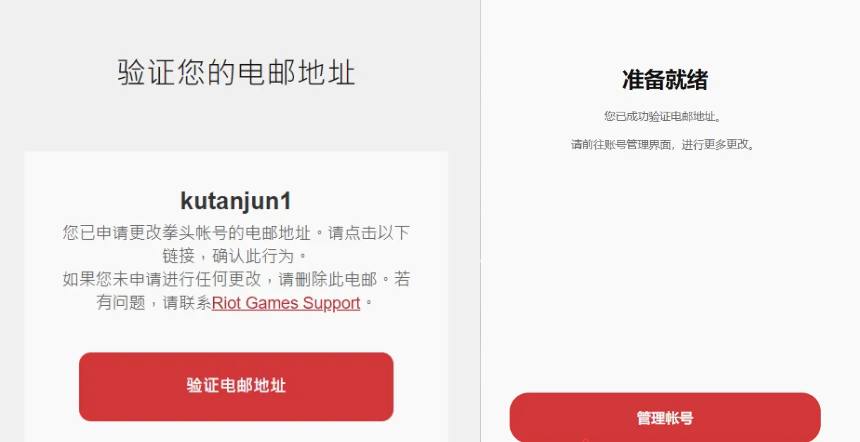 验证您的电邮地址
kutanjun1
您已申请更改拳头帐号的电邮地址。请点击以下
链接，确认此行为。
如果您未申请进行任何更改，请删除此电邮。若
有问题，请联系Riot Games Support。
验证电邮地址
准备就绪
您已成功验证电邮地址。
请前往账号管理界面，进行更多更改。
管理帐号